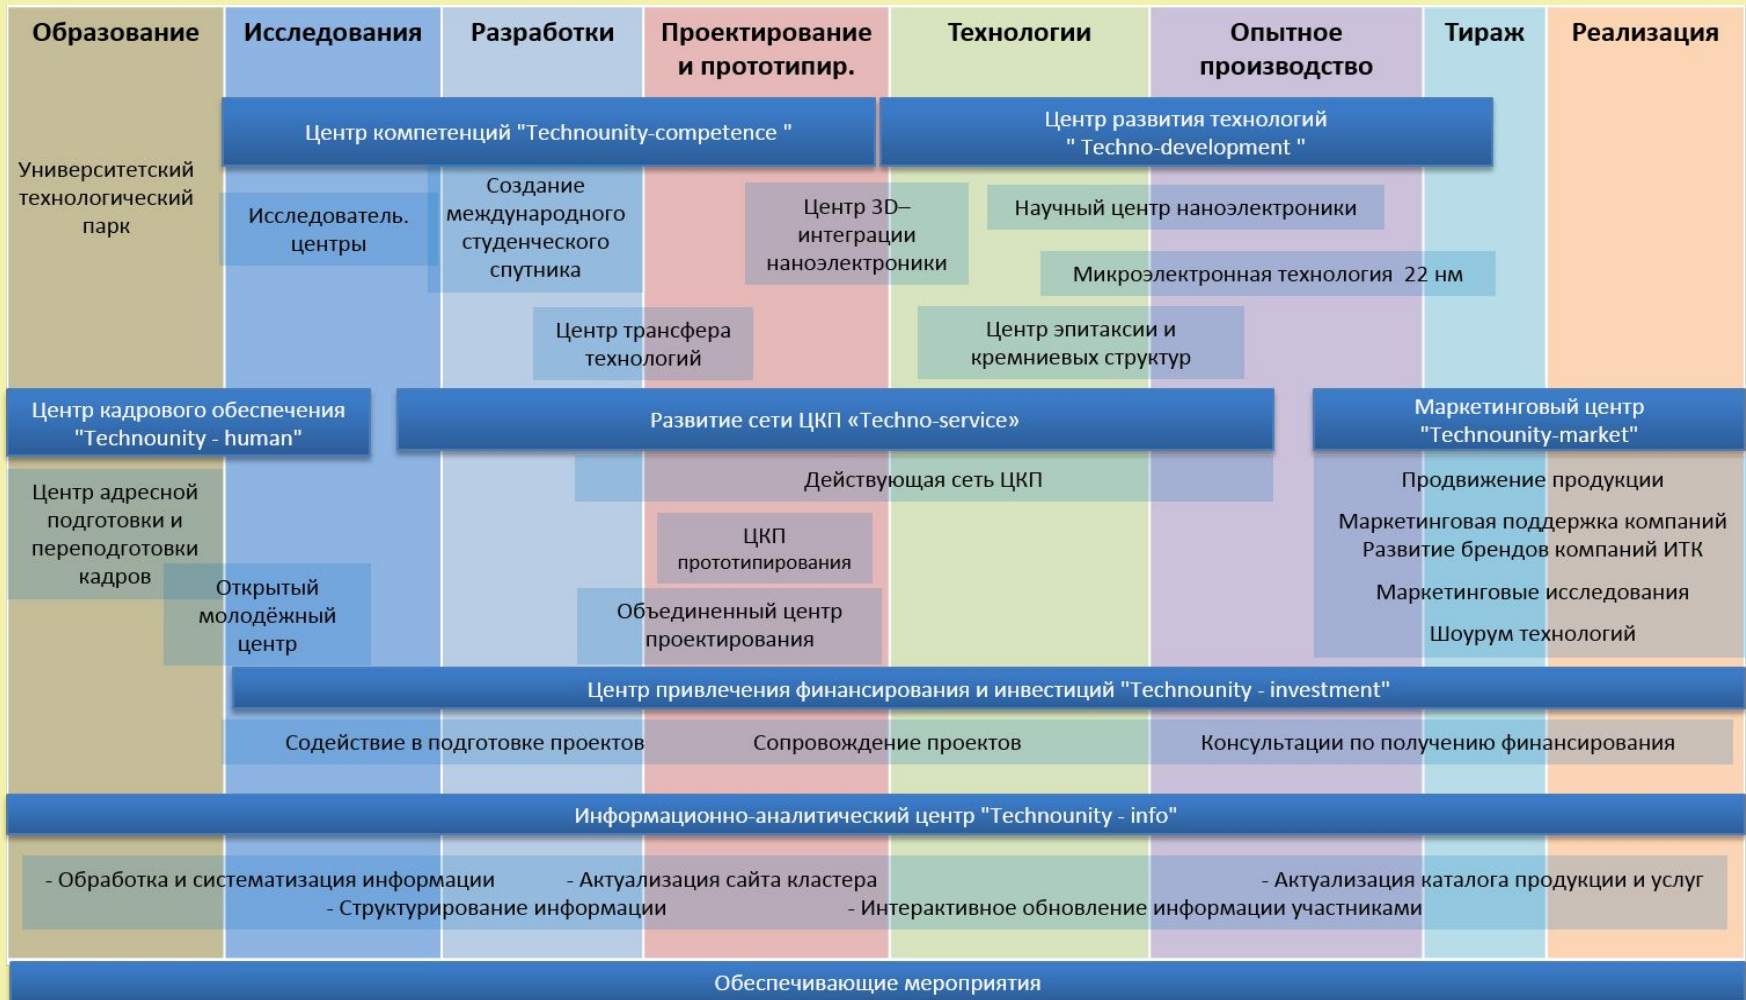 Образование
Исследования
Разработки
Проектирование
и прототипир.
Технологии
Опытное
производство
Тираж
Реализация
Центр компетенций "Technounity-competence "
Центр развития технологий
" Techno-development "
Университетский
технологический
парк
Исследователь.
центры
Создание
международного
студенческого
спутника
Центр 3D–
интеграции
наноэлектроники
Научный центр наноэлектроники
Микроэлектронная технология 22 нм
Центр трансфера
технологий
Центр эпитаксии и
кремниевых структур
Центр кадрового обеспечения
"Technounity - human"
Развитие сети ЦКП «Techno-service»
Маркетинговый центр
"Technounity-market"
Центр адресной
подготовки и
переподготовки
кадров
Открытый
молодёжный
центр
Действующая сеть ЦКП
ЦКП
прототипирования
Объединенный центр
проектирования
Продвижение продукции
Маркетинговая поддержка компаний
Развитие брендов компаний ИТК
Маркетинговые исследования
Шоурум технологий
Центр привлечения финансирования и инвестиций "Technounity - investment"
Содействие в подготовке проектов
Сопровождение проектов
Консультации по получению финансирования
Информационно-аналитический центр "Technounity - info"
- Обработка и систематизация информации
- Актуализация сайта кластера
- Актуализация каталога продукции и услуг
- Структурирование информации
- Интерактивное обновление информации участниками
Обеспечивающие мероприятия